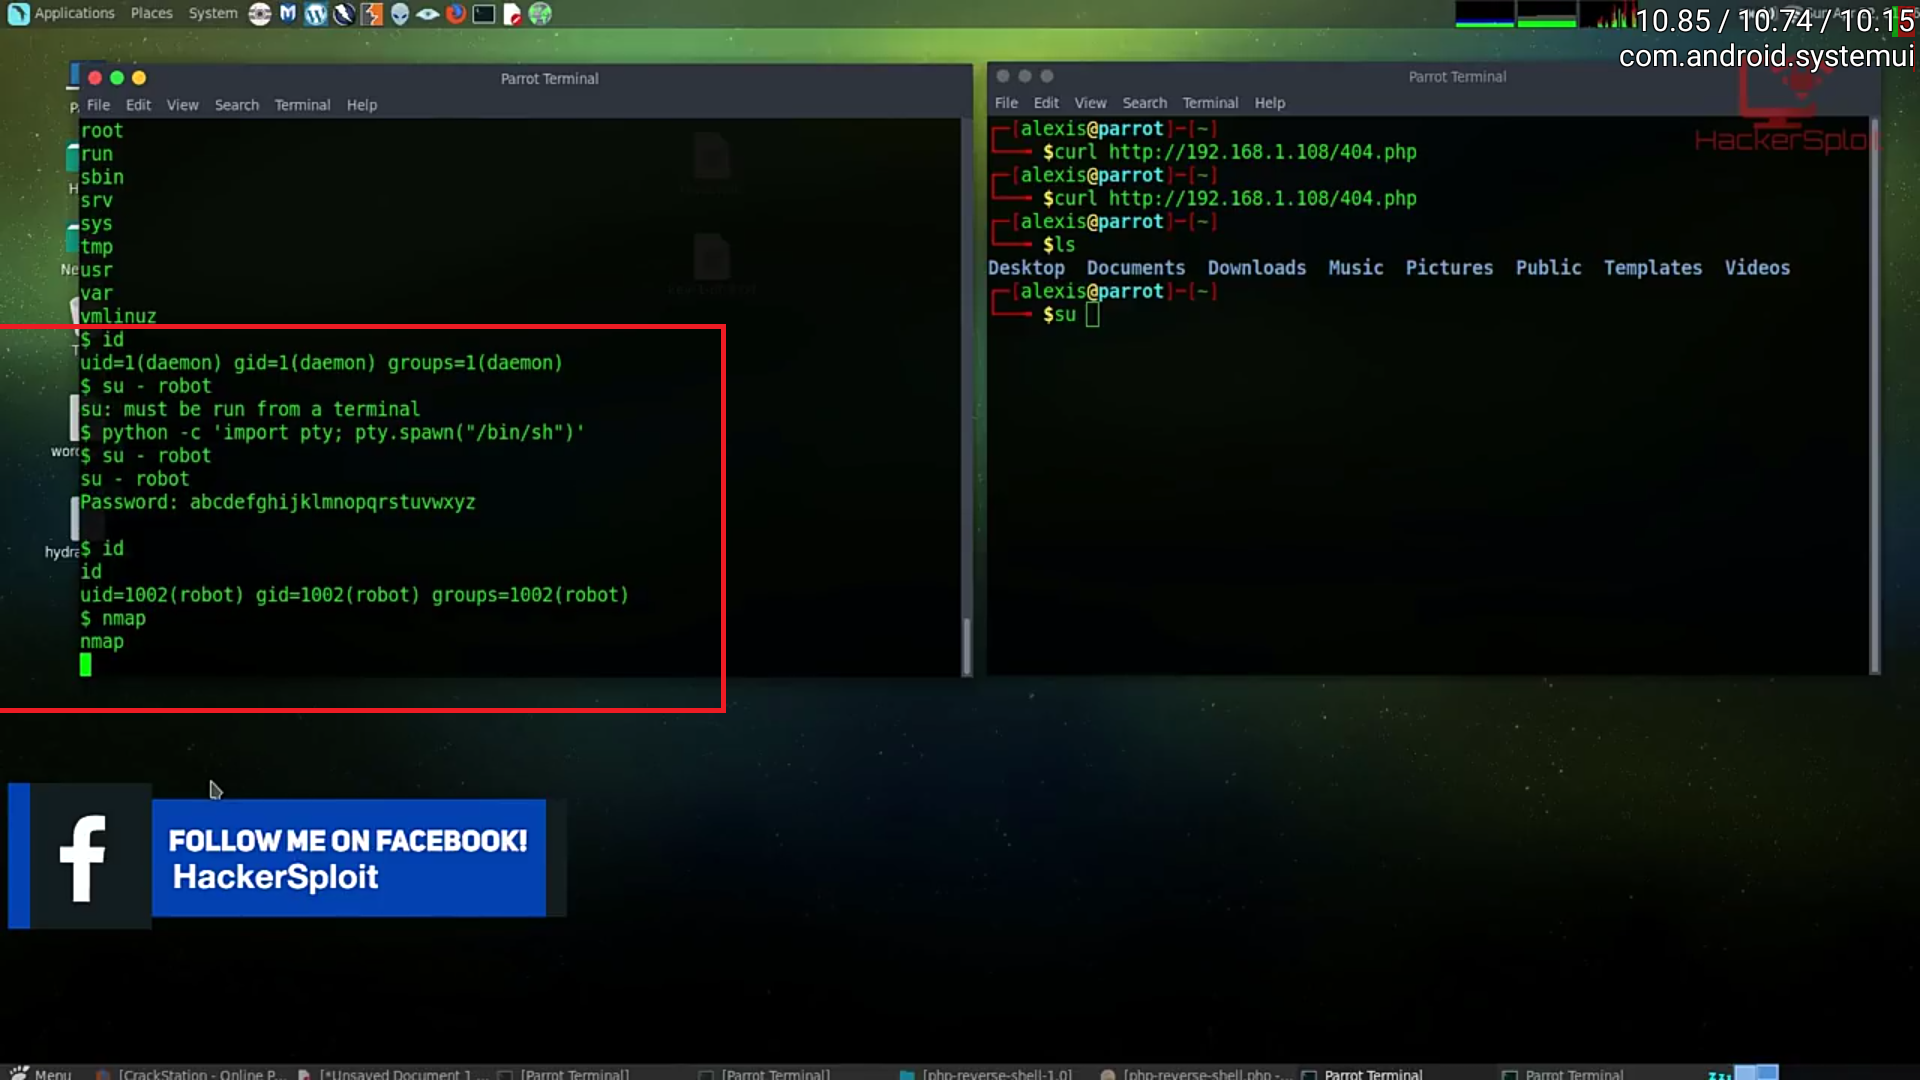 Applications Places System
10.85 / 10.74 / 10.15
com.android.systemui
Parrot Terminal
File Edit View Search Terminal Help
root
run
sbin
srv
sys
tmp
usr
var
vmlinuz
$ id
uid=1(daemon) gid=1(daemon) groups=1(daemon)
$ su - robot
su: must be run from a terminal
$ python -c 'import pty; pty.spawn("/bin/sh")'
$ su - robot
su - robot
Password: abcdefghijklmnopqrstuvwxyz
$ id
id
uid=1002(robot) gid=1002(robot) groups=1002(robot)
$ nmap
nmap
Parrot Terminal
File Edit View Search Terminal Help
HackerSploit
[alexis@parrot]-[~]
$curl http://192.168.1.108/404.php
[alexis@parrot]-[~]
$curl http://192.168.1.108/404.php
[alexis@parrot]-[~]
$ls
Desktop Documents Downloads Music Pictures Public Templates Videos
[alexis@parrot]-[~]
$su
FOLLOW ME ON FACEBOOK!
HackerSploit
Menu [CrackStation - Online P... [*Unsaved Document 1 ... [Parrot Terminal] [Parrot Terminal] [php-reverse-shell-1.0] [php-reverse-shell.php -... Parrot Terminal Parrot Terminal